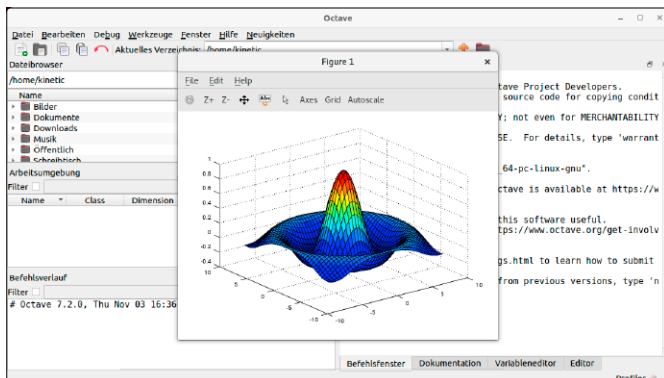 Octave
Datei Bearbeiten Debug Werkzeuge Fenster Hilfe Neuigkeiten
Aktuelles Verzeichnis: /home/kinetic
Dateibrowser
/home/kinetic
Name
Bilder
Dokumente
Downloads
Musik
Öffentlich
Schreibtisch
Arbeitsumgebung
Filter
Name Class Dimension
Befehlsverlauf
Filter
# Octave 7.2.0, Thu Nov 03 16:36
Figure 1
File Edit Help
Z+ Z- Abc Axes Grid Autoscale
1
0.8
0.6
0.4
0.2
0
-0.2
-0.4
10
5
0
-5
-10
-10
-5
0
5
10
tave Project Developers.
source code for copying condit
Y; not even for MERCHANTABILITY
SE. For details, type 'warrant
_64-pc-linux-gnu".
ctave is available at https://w
this software useful.
tps://www.octave.org/get-involv
gs.html to learn how to submit
from previous versions, type 'n
Befehlsfenster Dokumentation Variableneditor Editor